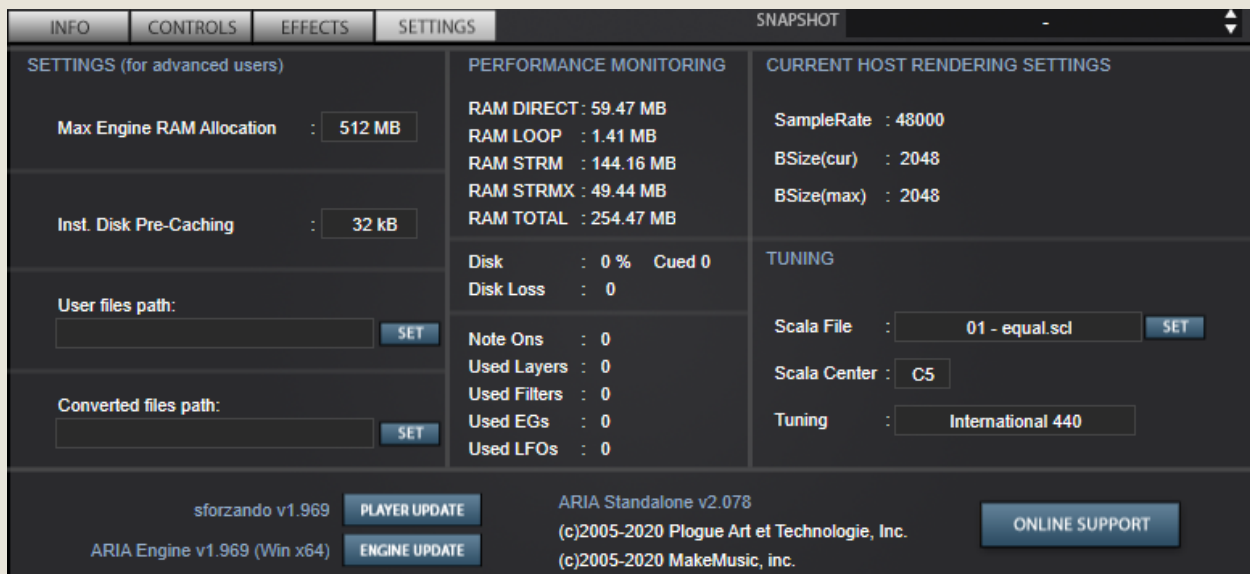 INFO CONTROLS EFFECTS SETTINGS SNAPSHOT -
SETTINGS (for advanced users)
Max Engine RAM Allocation : 512 MB
Inst. Disk Pre-Caching : 32 kB
User files path:
SET
Converted files path:
SET
PERFORMANCE MONITORING
RAM DIRECT : 59.47 MB
RAM LOOP : 1.41 MB
RAM STRM : 144.16 MB
RAM STRMX : 49.44 MB
RAM TOTAL : 254.47 MB
Disk : 0 % Cued 0
Disk Loss : 0
Note Ons : 0
Used Layers : 0
Used Filters : 0
Used EGs : 0
Used LFOs : 0
CURRENT HOST RENDERING SETTINGS
SampleRate : 48000
BSize(cur) : 2048
BSize(max) : 2048
TUNING
Scala File : 01 - equal.scl SET
Scala Center : C5
Tuning : International 440
sforzando v1.969 PLAYER UPDATE
ARIA Engine v1.969 (Win x64) ENGINE UPDATE
ARIA Standalone v2.078
(c)2005-2020 Plogue Art et Technologie, Inc.
(c)2005-2020 MakeMusic, inc.
ONLINE SUPPORT